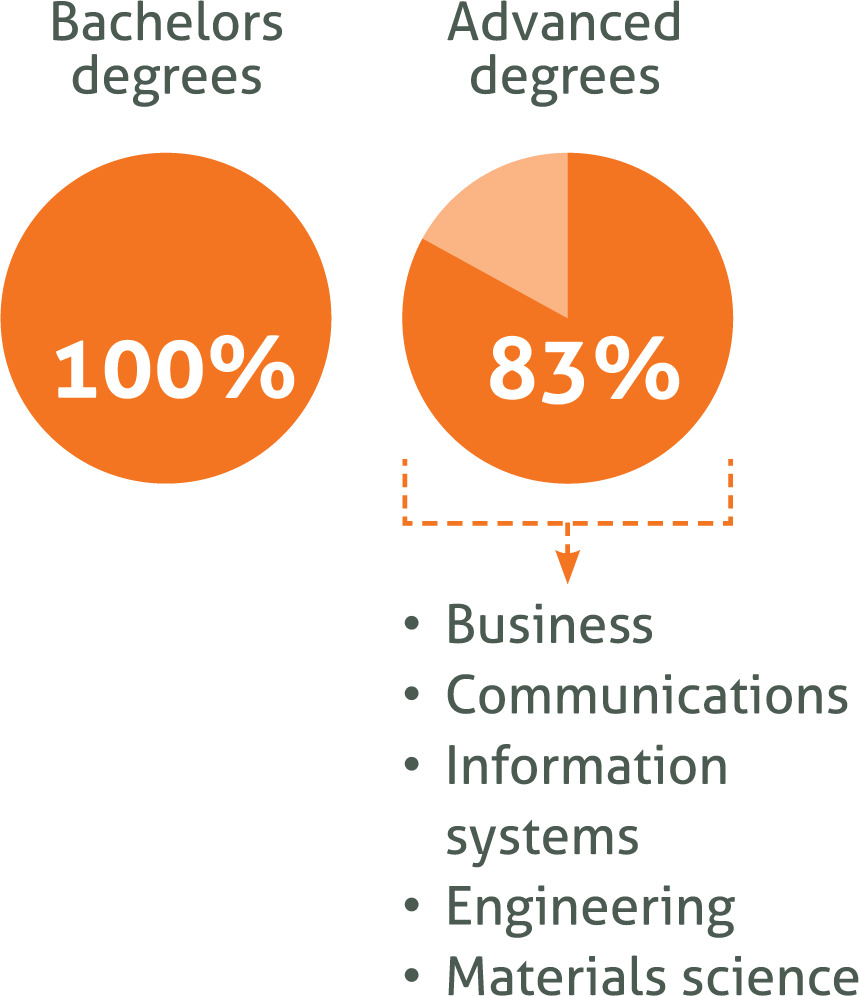 Bachelors
degrees
100%
Advanced
degrees
83%
• Business
• Communications
• Information
systems
• Engineering
• Materials science